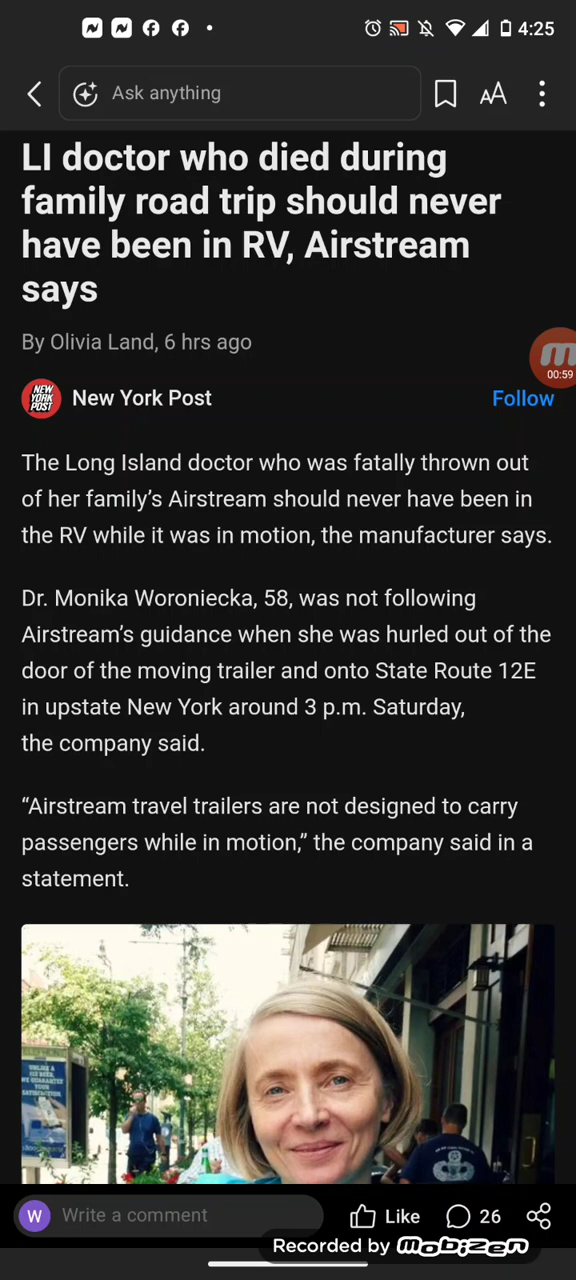 4:25
Ask anything
AA
LI doctor who died during
family road trip should never
have been in RV, Airstream
says
By Olivia Land, 6 hrs ago
00:59
NEW
YORK
POST
New York Post
Follow
The Long Island doctor who was fatally thrown out
of her family’s Airstream should never have been in
the RV while it was in motion, the manufacturer says.
Dr. Monika Woroniecka, 58, was not following
Airstream’s guidance when she was hurled out of the
door of the moving trailer and onto State Route 12E
in upstate New York around 3 p.m. Saturday,
the company said.
“Airstream travel trailers are not designed to carry
passengers while in motion,” the company said in a
statement.
W
Write a comment
Like
26
Recorded by mobizen